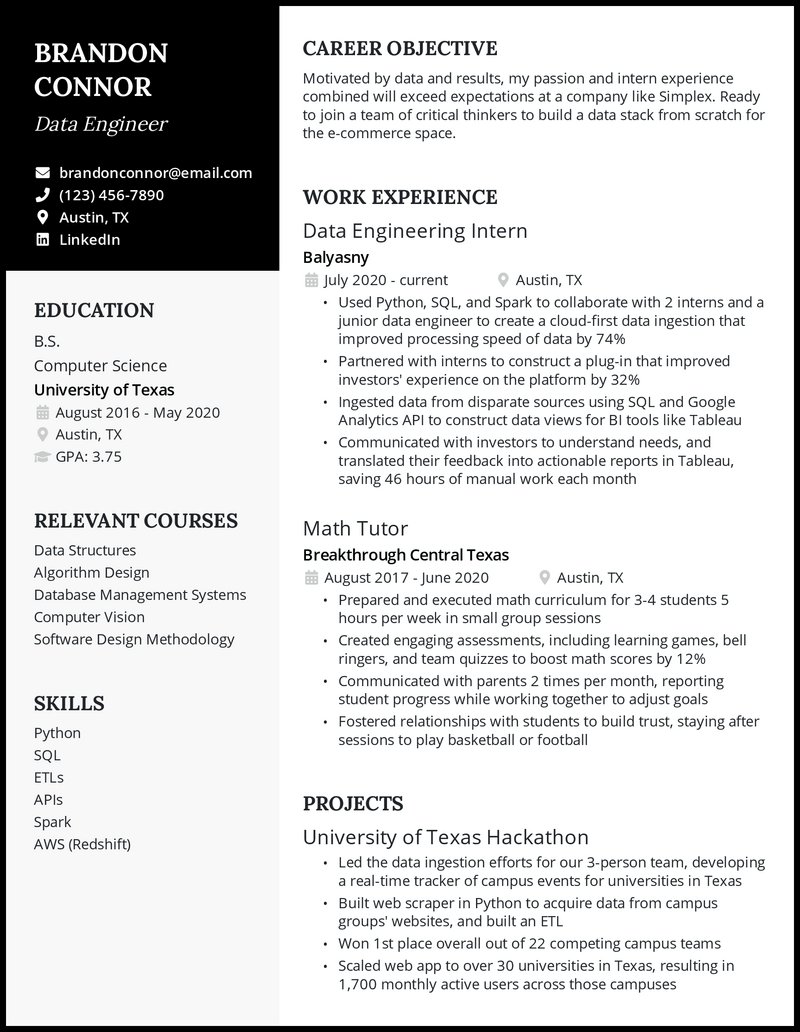 BRANDON
CONNOR
Data Engineer
brandonconnor@email.com
(123) 456-7890
Austin, TX
LinkedIn
EDUCATION
B.S.
Computer Science
University of Texas
August 2016 - May 2020
Austin, TX
GPA: 3.75
RELEVANT COURSES
Data Structures
Algorithm Design
Database Management Systems
Computer Vision
Software Design Methodology
SKILLS
Python
SQL
ETLs
APIs
Spark
AWS (Redshift)
CAREER OBJECTIVE
Motivated by data and results, my passion and intern experience
combined will exceed expectations at a company like Simplex. Ready
to join a team of critical thinkers to build a data stack from scratch for
the e-commerce space.
WORK EXPERIENCE
Data Engineering Intern
Balyasny
July 2020 - current Austin, TX
• Used Python, SQL, and Spark to collaborate with 2 interns and a
junior data engineer to create a cloud-first data ingestion that
improved processing speed of data by 74%
• Partnered with interns to construct a plug-in that improved
investors' experience on the platform by 32%
• Ingested data from disparate sources using SQL and Google
Analytics API to construct data views for BI tools like Tableau
• Communicated with investors to understand needs, and
translated their feedback into actionable reports in Tableau,
saving 46 hours of manual work each month
Math Tutor
Breakthrough Central Texas
August 2017 - June 2020 Austin, TX
• Prepared and executed math curriculum for 3-4 students 5
hours per week in small group sessions
• Created engaging assessments, including learning games, bell
ringers, and team quizzes to boost math scores by 12%
• Communicated with parents 2 times per month, reporting
student progress while working together to adjust goals
• Fostered relationships with students to build trust, staying after
sessions to play basketball or football
PROJECTS
University of Texas Hackathon
• Led the data ingestion efforts for our 3-person team, developing
a real-time tracker of campus events for universities in Texas
• Built web scraper in Python to acquire data from campus
groups' websites, and built an ETL
• Won 1st place overall out of 22 competing campus teams
• Scaled web app to over 30 universities in Texas, resulting in
1,700 monthly active users across those campuses